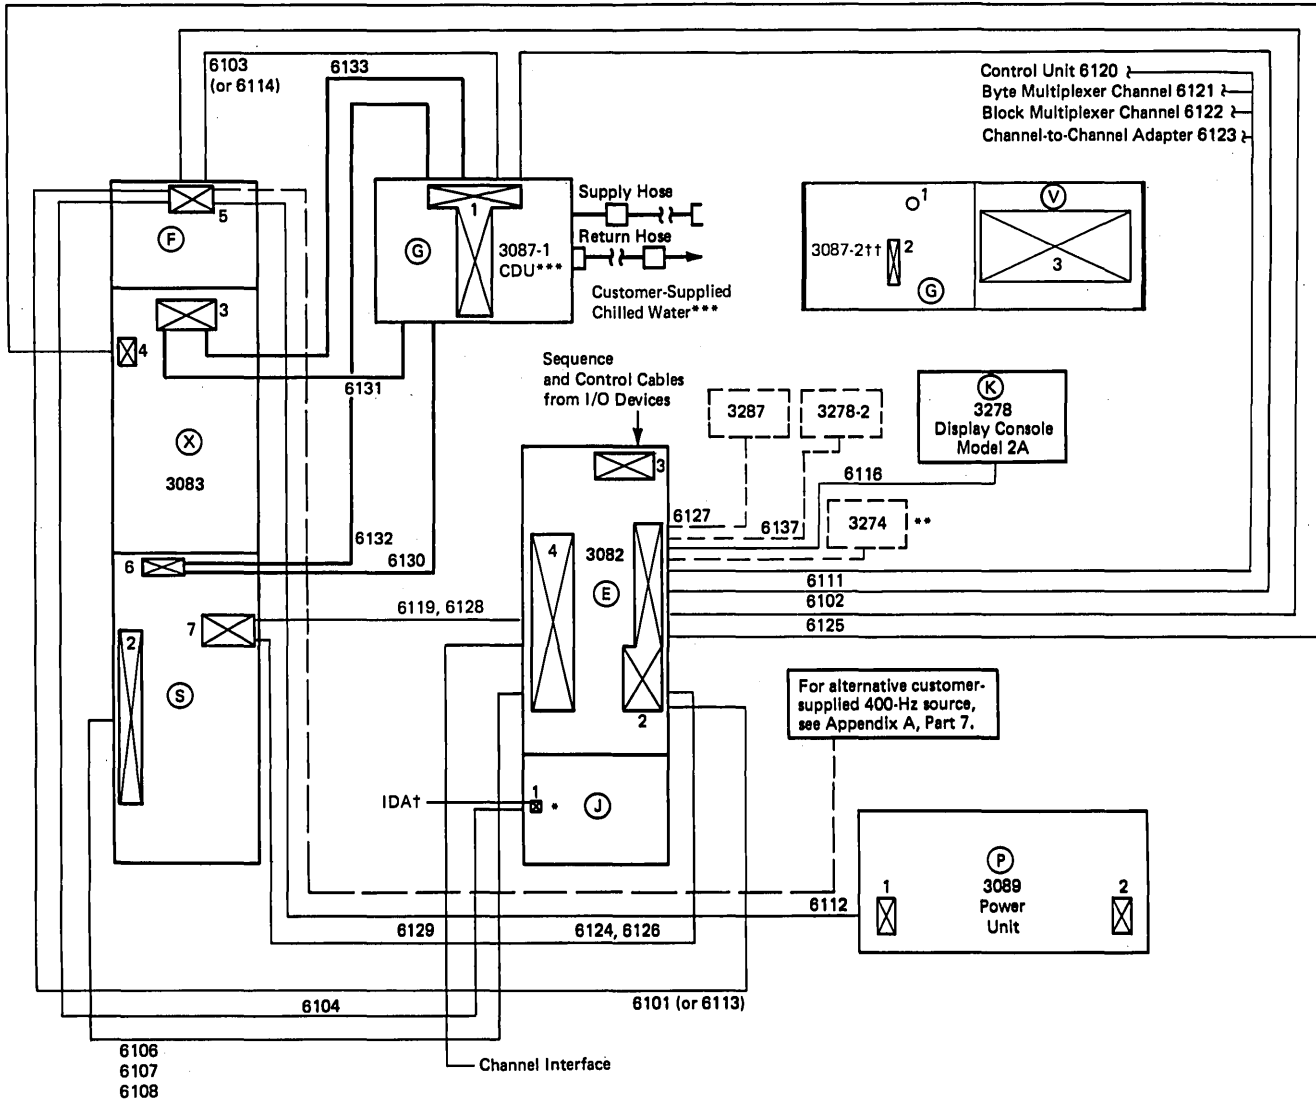 6103
(or 6114)
6133
Control Unit 6120
Byte Multiplexer Channel 6121
Block Multiplexer Channel 6122
Channel-to-Channel Adapter 6123
5
F
3
4
X
3083
6
7
2
S
1
G
3087-1
CDU***
Supply Hose
Return Hose
Customer-Supplied
Chilled Water***
1
3087-2††
2
G
V
3
6131
6132
6130
Sequence
and Control Cables
from I/O Devices
3287
3278-2
K
3278
Display Console
Model 2A
3
6116
6127
6137
3274
**
4
3082
E
2
6111
6102
6125
6119, 6128
For alternative customer-
supplied 400-Hz source,
see Appendix A, Part 7.
IDA†
1
*
J
P
3089
Power
Unit
1
2
6112
6129
6124, 6126
6104
6101 (or 6113)
6106
6107
6108
Channel Interface